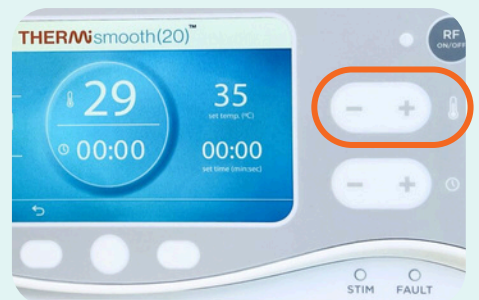 THERMismooth(20)™
RF
ON/OFF
29
35
set temp. (ºC)
00:00
00:00
set time (min:sec)
STIM
FAULT